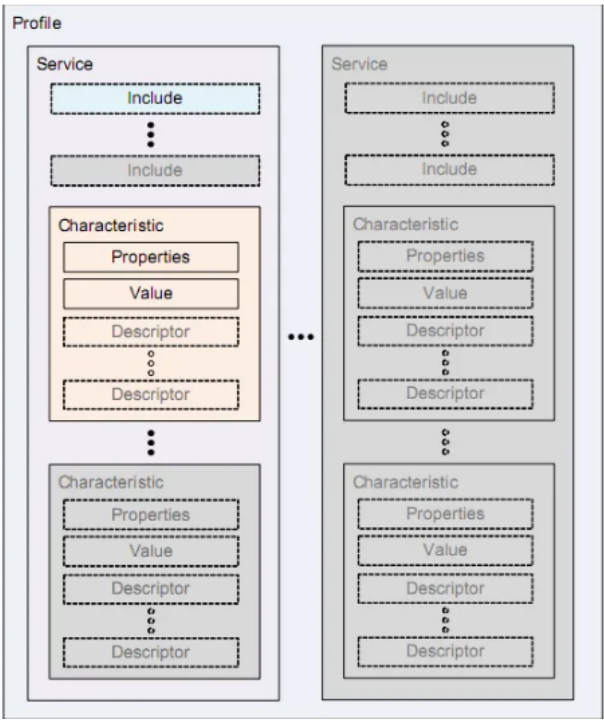 Profile
Service
Include
Include
Characteristic
Properties
Value
Descriptor
Descriptor
Characteristic
Properties
Value
Descriptor
Descriptor
Service
Include
Include
Characteristic
Properties
Value
Descriptor
Descriptor
Characteristic
Properties
Value
Descriptor
Descriptor